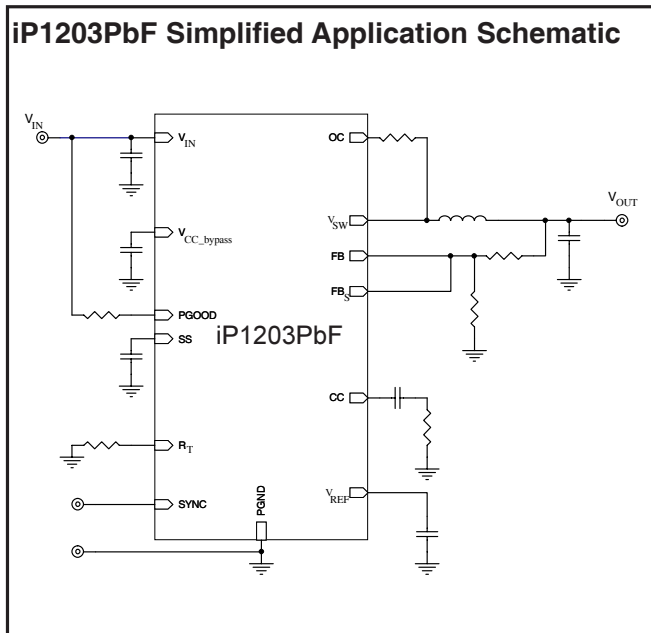 iP1203PbF Simplified Application Schematic
VIN
VIN
OC
VOUT
VSW
VCC_bypass
FB
FBS
PGOOD
iP1203PbF
SS
CC
RT
VREF
SYNC
PGND